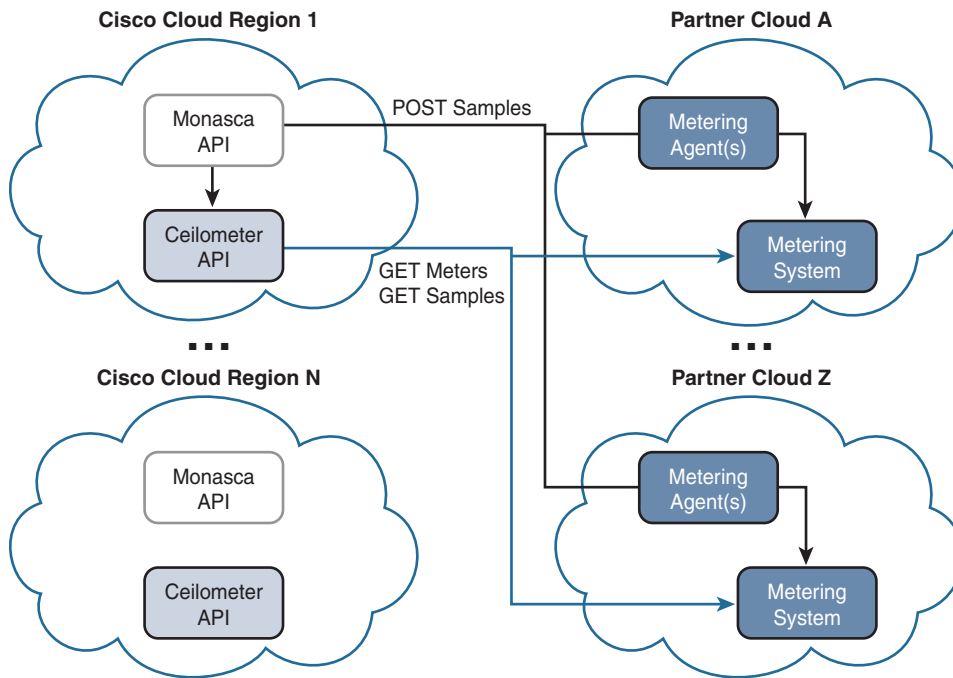 Cisco Cloud Region 1
Monasca
API
Ceilometer
API
POST Samples
GET Meters
GET Samples
Partner Cloud A
Metering
Agent(s)
Metering
System
...
...
Cisco Cloud Region N
Monasca
API
Ceilometer
API
Partner Cloud Z
Metering
Agent(s)
Metering
System